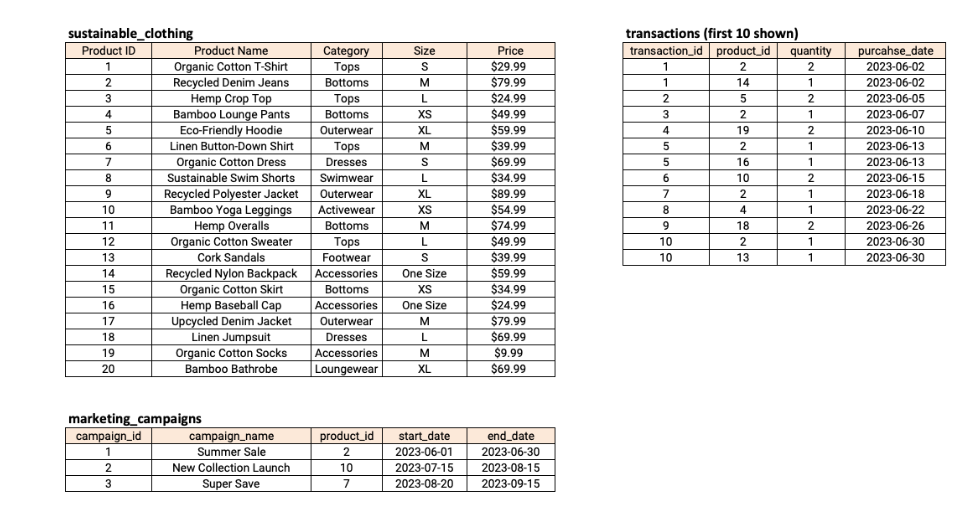 sustainable_clothing
Product ID Product Name Category Size Price
1 Organic Cotton T-Shirt Tops S $29.99
2 Recycled Denim Jeans Bottoms M $79.99
3 Hemp Crop Top Tops L $24.99
4 Bamboo Lounge Pants Bottoms XS $49.99
5 Eco-Friendly Hoodie Outerwear XL $59.99
6 Linen Button-Down Shirt Tops M $39.99
7 Organic Cotton Dress Dresses S $69.99
8 Sustainable Swim Shorts Swimwear L $34.99
9 Recycled Polyester Jacket Outerwear XL $89.99
10 Bamboo Yoga Leggings Activewear XS $54.99
11 Hemp Overalls Bottoms M $74.99
12 Organic Cotton Sweater Tops L $49.99
13 Cork Sandals Footwear S $39.99
14 Recycled Nylon Backpack Accessories One Size $59.99
15 Organic Cotton Skirt Bottoms XS $34.99
16 Hemp Baseball Cap Accessories One Size $24.99
17 Upcycled Denim Jacket Outerwear M $79.99
18 Linen Jumpsuit Dresses L $69.99
19 Organic Cotton Socks Accessories M $9.99
20 Bamboo Bathrobe Loungewear XL $69.99
transactions (first 10 shown)
transaction_id product_id quantity purcahse_date
1 2 2 2023-06-02
1 14 1 2023-06-02
2 5 2 2023-06-05
3 2 1 2023-06-07
4 19 2 2023-06-10
5 2 1 2023-06-13
5 16 1 2023-06-13
6 10 2 2023-06-15
7 2 1 2023-06-18
8 4 1 2023-06-22
9 18 2 2023-06-26
10 2 1 2023-06-30
10 13 1 2023-06-30
marketing_campaigns
campaign_id campaign_name product_id start_date end_date
1 Summer Sale 2 2023-06-01 2023-06-30
2 New Collection Launch 10 2023-07-15 2023-08-15
3 Super Save 7 2023-08-20 2023-09-15